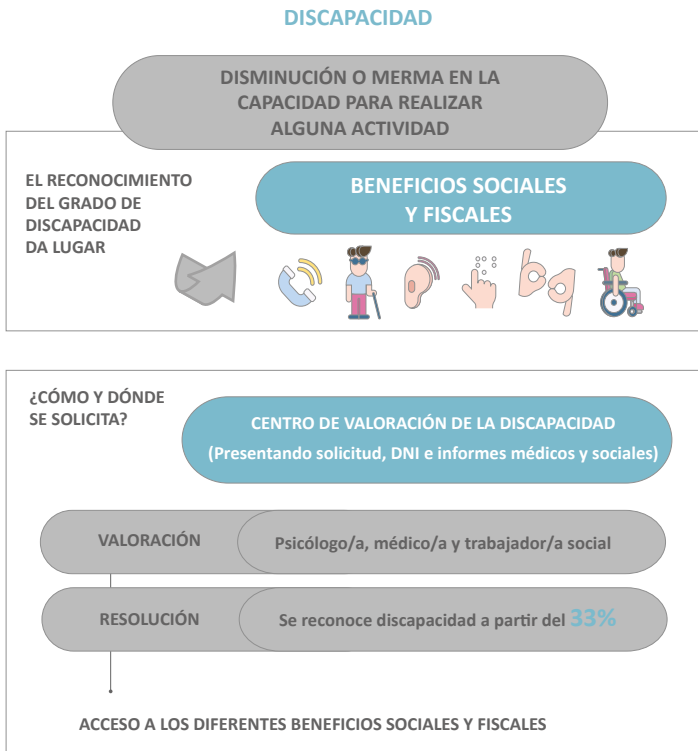 DISCAPACIDAD
DISMINUCIÓN O MERMA EN LA
CAPACIDAD PARA REALIZAR
ALGUNA ACTIVIDAD
EL RECONOCIMIENTO
DEL GRADO DE
DISCAPACIDAD
DA LUGAR
BENEFICIOS SOCIALES
Y FISCALES
¿CÓMO Y DÓNDE
SE SOLICITA?
CENTRO DE VALORACIÓN DE LA DISCAPACIDAD
(Presentando solicitud, DNI e informes médicos y sociales)
VALORACIÓN
Psicólogo/a, médico/a y trabajador/a social
RESOLUCIÓN
Se reconoce discapacidad a partir del 33%
ACCESO A LOS DIFERENTES BENEFICIOS SOCIALES Y FISCALES